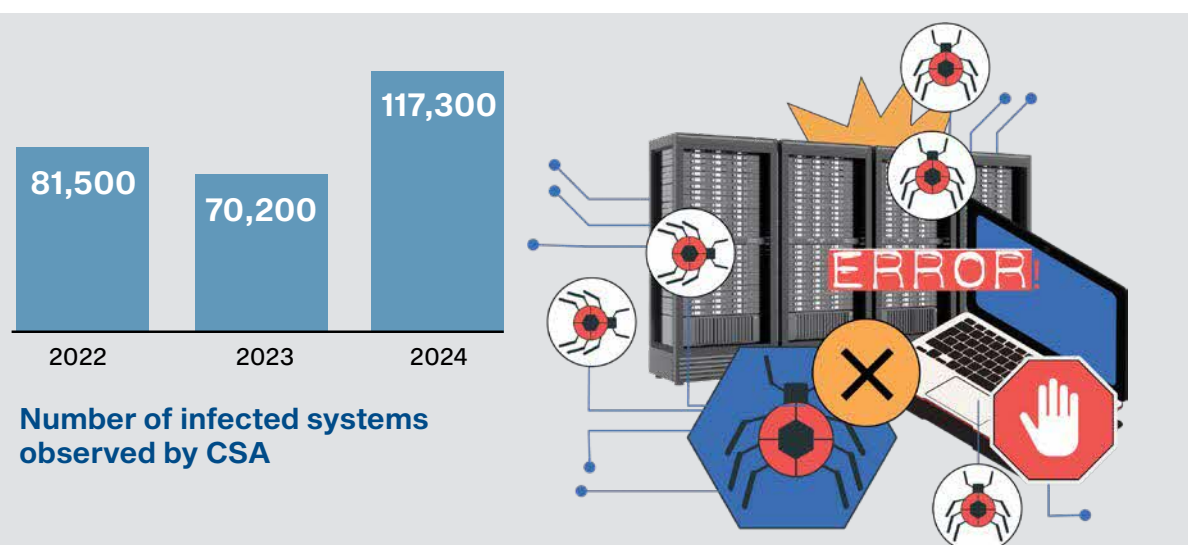 81,500
70,200
117,300
2022
2023
2024
Number of infected systems
observed by CSA
ERROR!